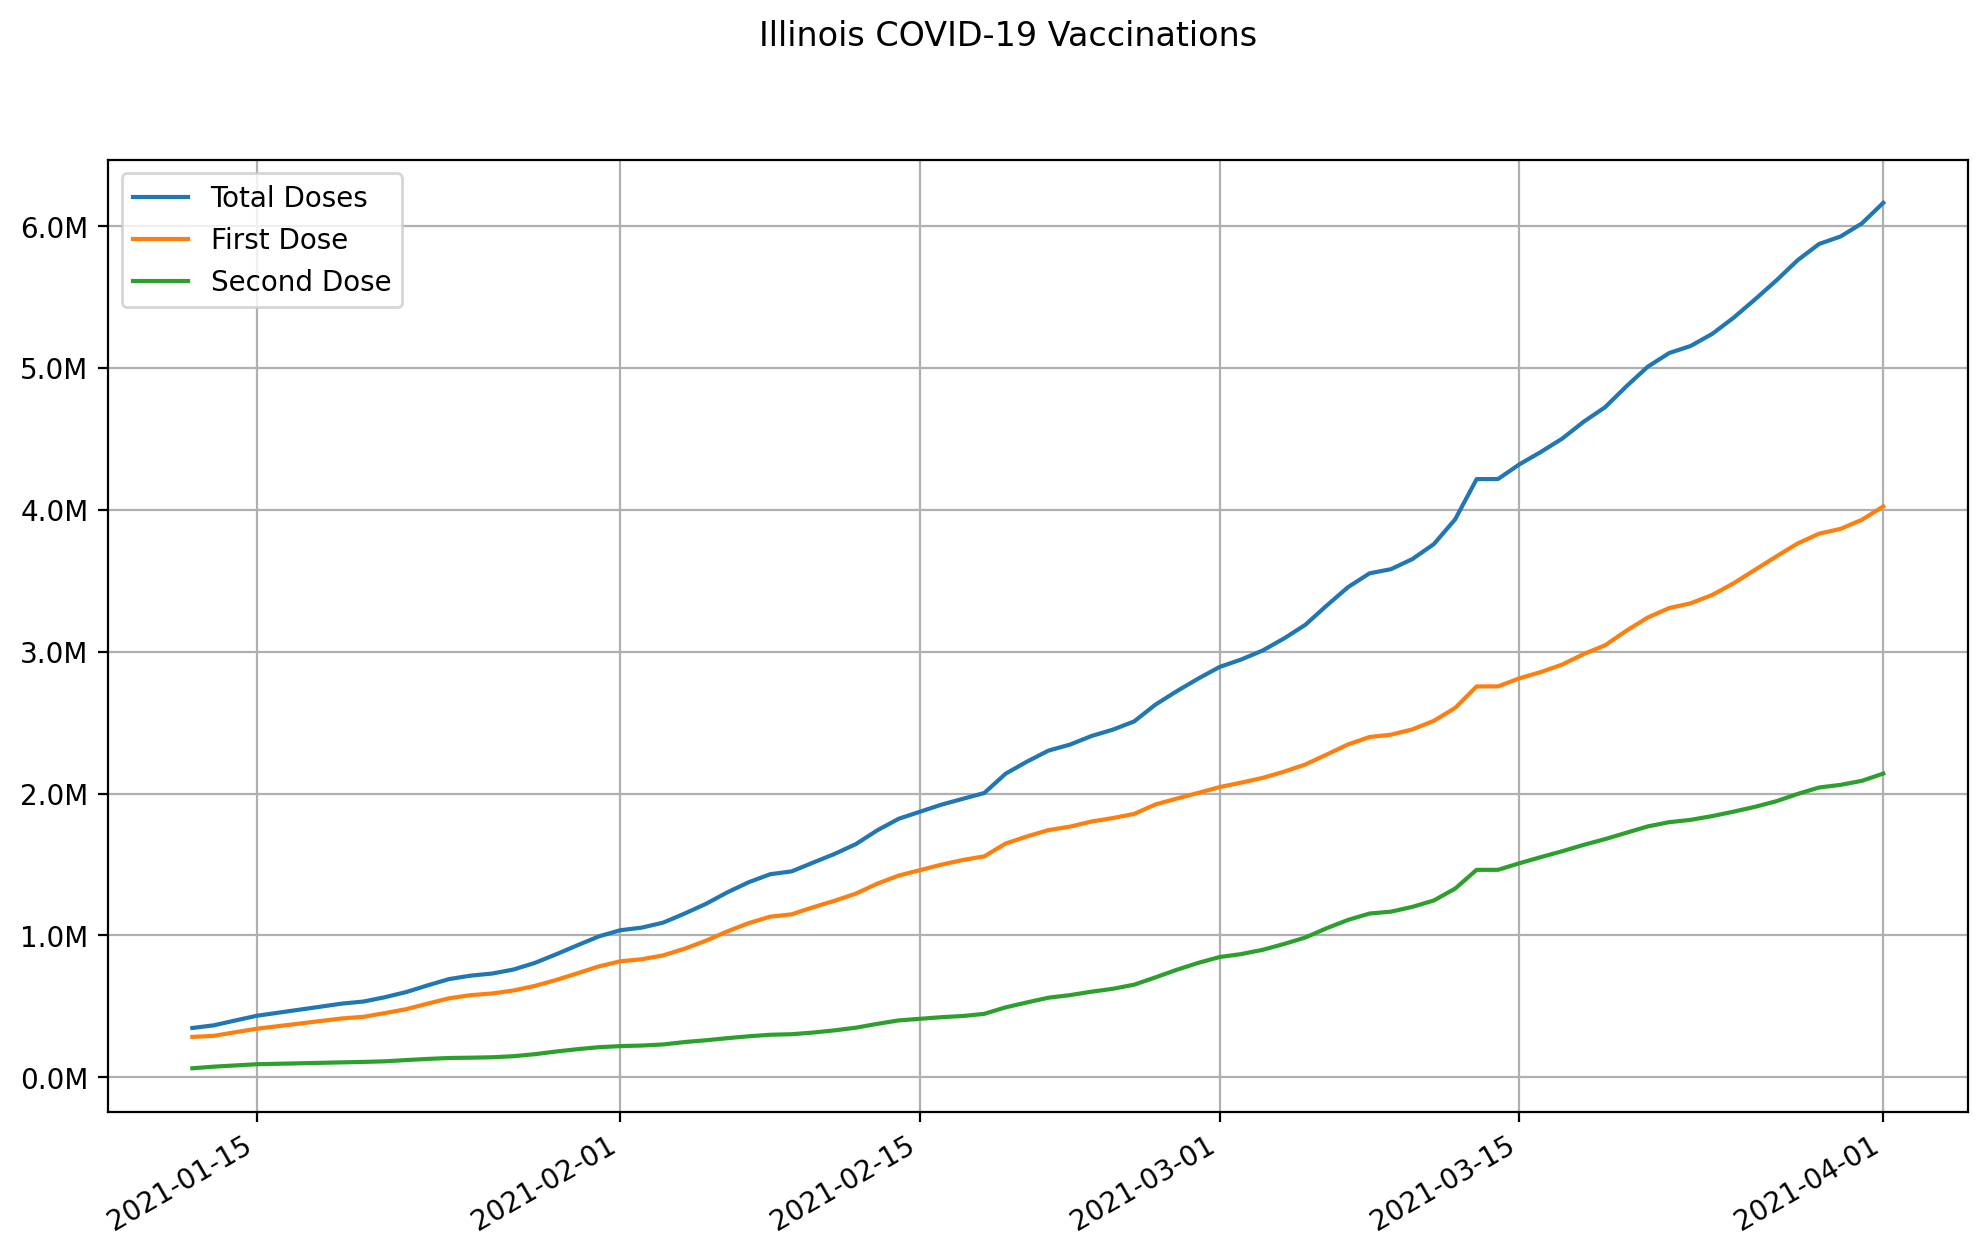 Illinois COVID-19 Vaccinations
Total Doses
First Dose
Second Dose
6.0M
5.0M
4.0M
3.0M
2.0M
1.0M
0.0M
2021-01-15
2021-02-01
2021-02-15
2021-03-01
2021-03-15
2021-04-01